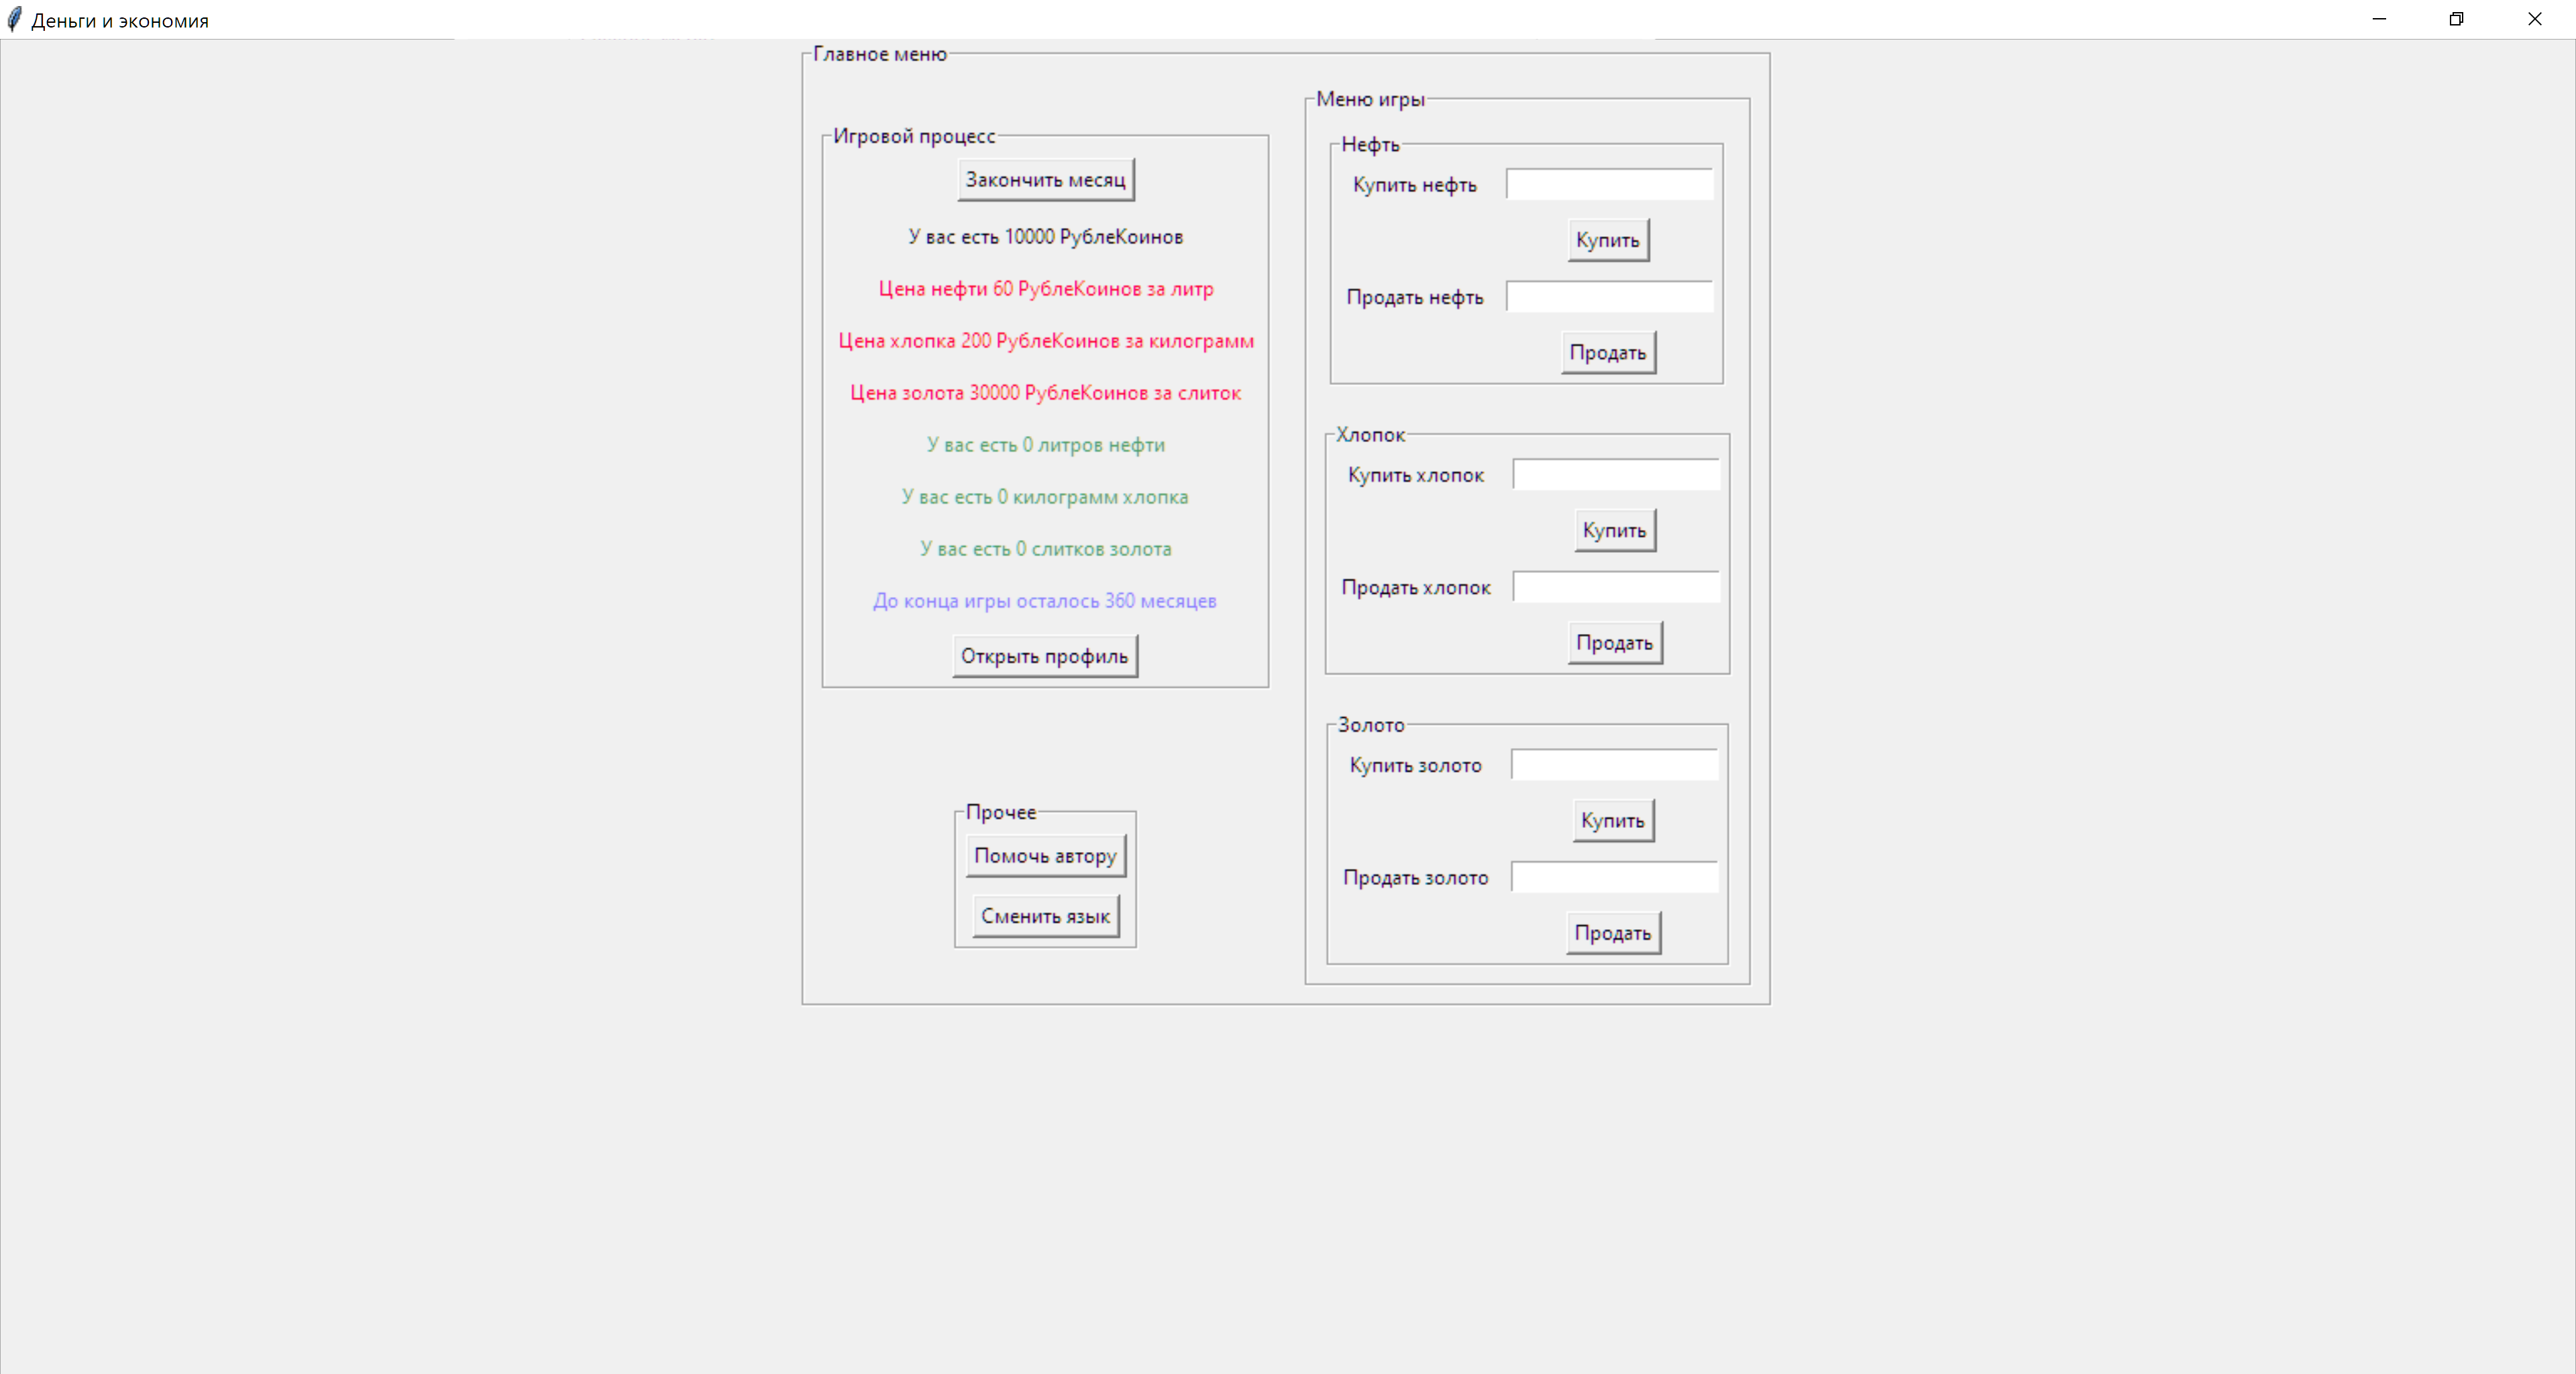 Деньги и экономия
Главное меню
Игровой процесс
Закончить месяц
У вас есть 10000 РублеКоинов
Цена нефти 60 РублеКоинов за литр
Цена хлопка 200 РублеКоинов за килограмм
Цена золота 30000 РублеКоинов за слиток
У вас есть 0 литров нефти
У вас есть 0 килограмм хлопка
У вас есть 0 слитков золота
До конца игры осталось 360 месяцев
Открыть профиль
Прочее
Помочь автору
Сменить язык
Меню игры
Нефть
Купить нефть
Купить
Продать нефть
Продать
Хлопок
Купить хлопок
Купить
Продать хлопок
Продать
Золото
Купить золото
Купить
Продать золото
Продать